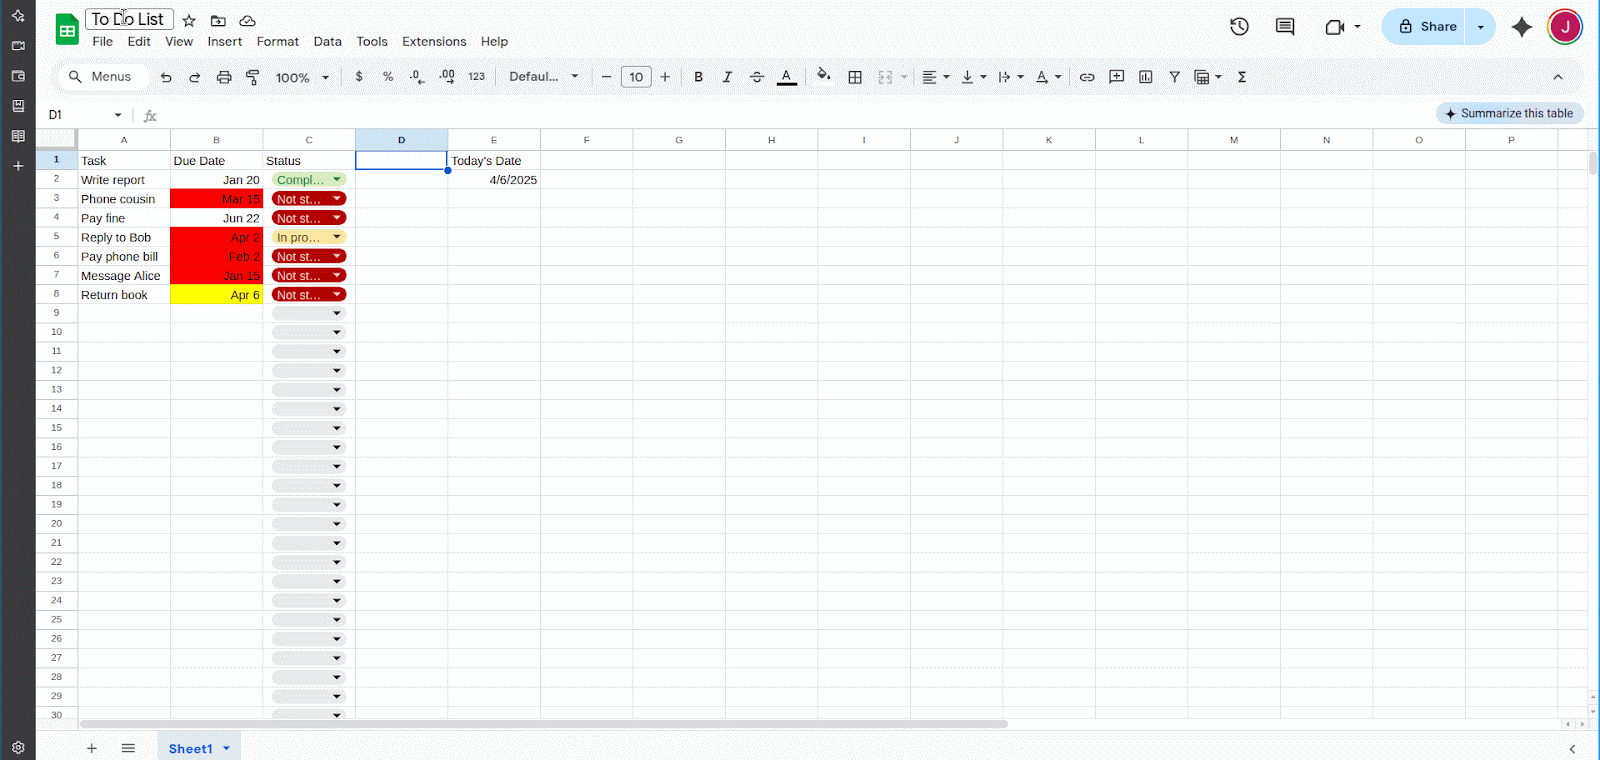 To Do List
File Edit View Insert Format Data Tools Extensions Help
Share
J
Menus 100% $ % .0 .00 123 Defaul... 10 B I A
D1 fx Summarize this table
A B C D E F G H I J K L M N O P
1 Task Due Date Status Today's Date
2 Write report Jan 20 Compl... 4/6/2025
3 Phone cousin Mar 15 Not st...
4 Pay fine Jun 22 Not st...
5 Reply to Bob Apr 2 In pro...
6 Pay phone bill Feb 2 Not st...
7 Message Alice Jan 15 Not st...
8 Return book Apr 6 Not st...
9
10
11
12
13
14
15
16
17
18
19
20
21
22
23
24
25
26
27
28
29
30
Sheet1